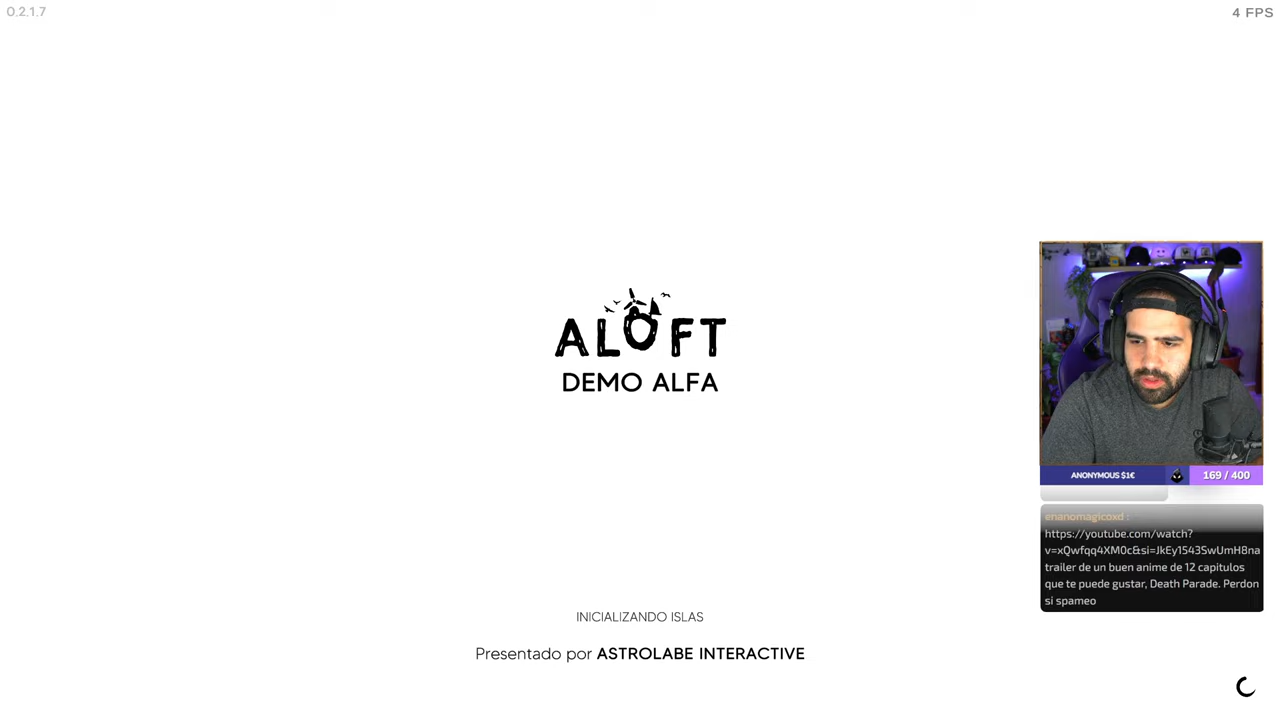 0.2.1.7
4 FPS
ALOFT
DEMO ALFA
ANONYMOUS $1€
169 / 400
enanomagicoxd :
https://youtube.com/watch?
v=xQwfqq4XM0c&si=JkEy1543SwUmH8na
trailer de un buen anime de 12 capitulos
que te puede gustar, Death Parade. Perdon
si spameo
INICIALIZANDO ISLAS
Presentado por ASTROLABE INTERACTIVE